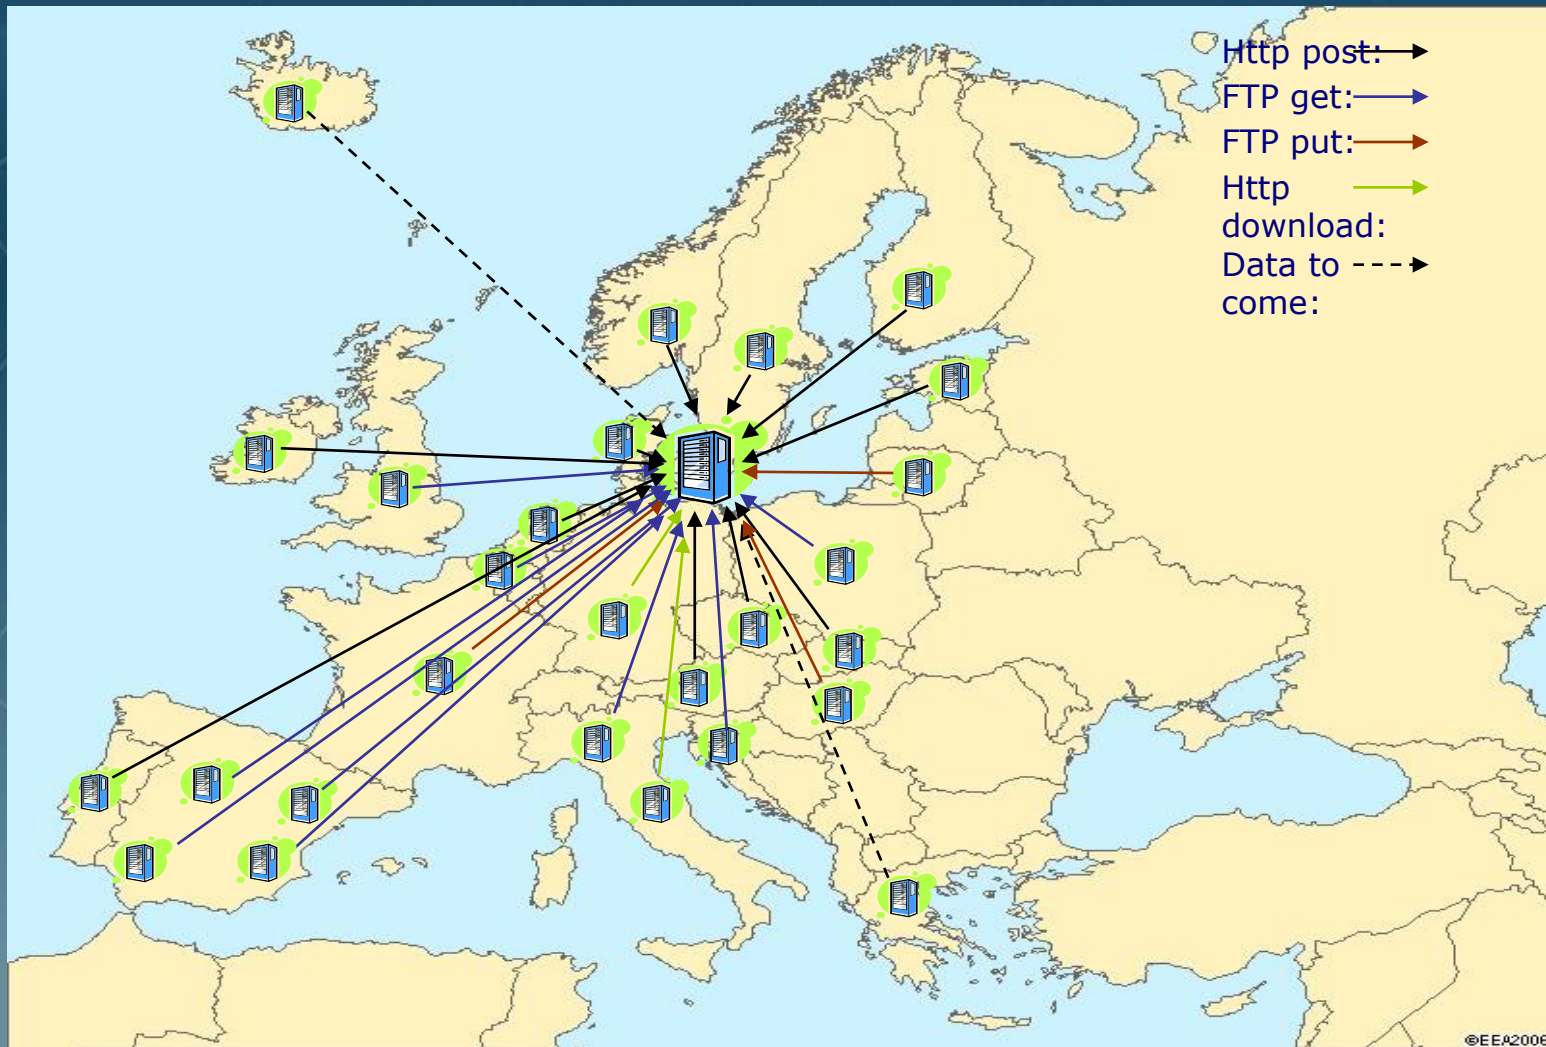 Http post:
FTP get:
FTP put:
Http
download:
Data to
come:
©EEA2006